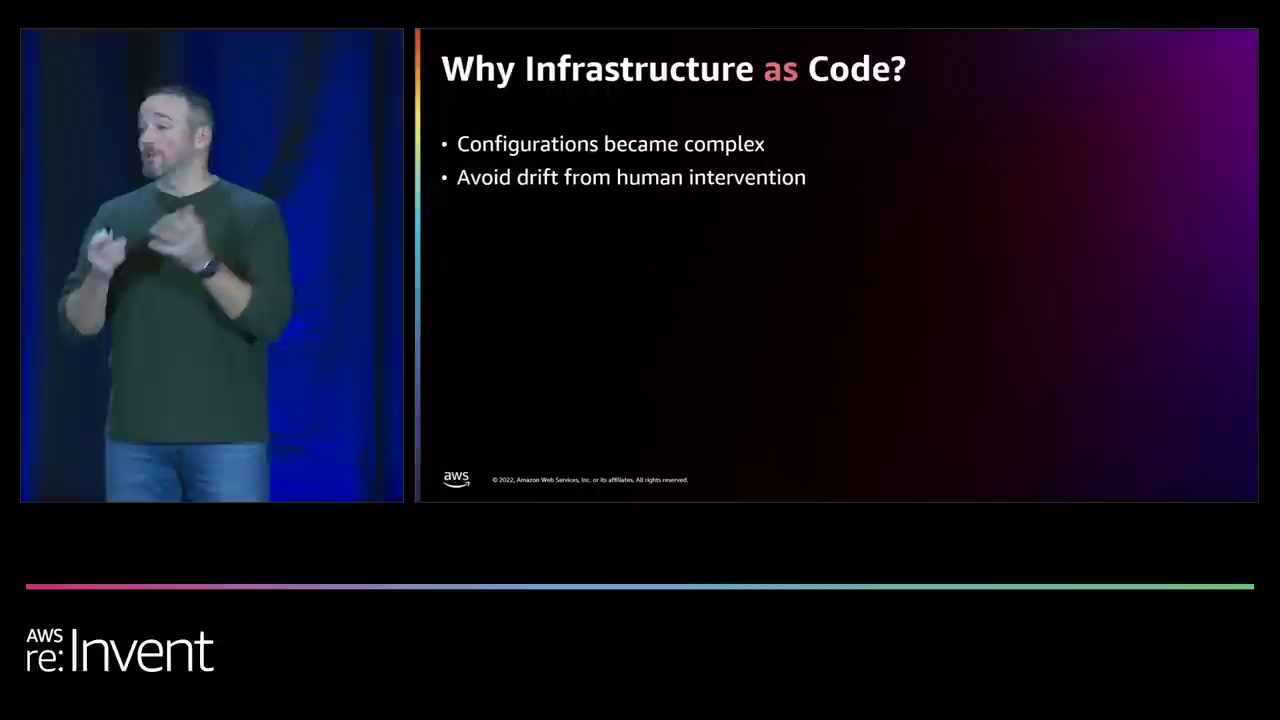 Why Infrastructure as Code?
• Configurations became complex
• Avoid drift from human intervention
aws
© 2022, Amazon Web Services, Inc. or its affiliates. All rights reserved.
AWS
re:Invent